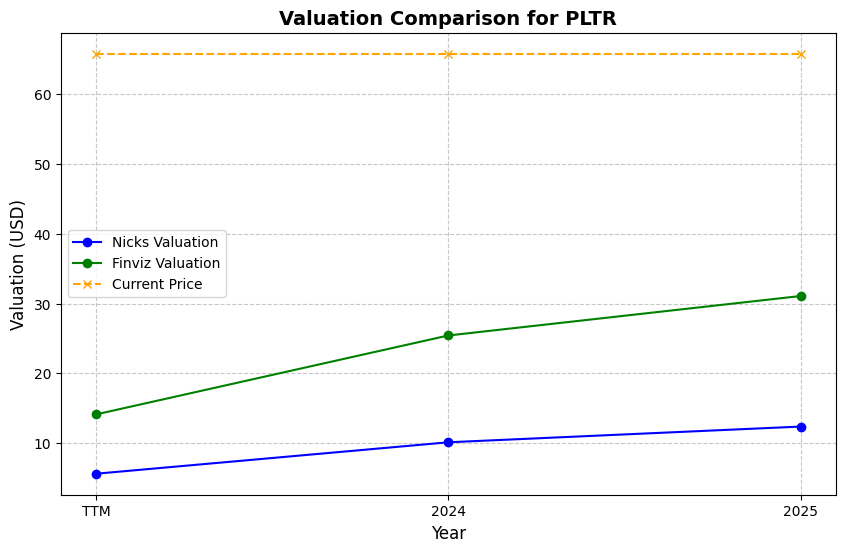 Valuation Comparison for PLTR
Valuation (USD)
60
50
40
30
20
10
Nicks Valuation
Finviz Valuation
Current Price
TTM
2024
2025
Year